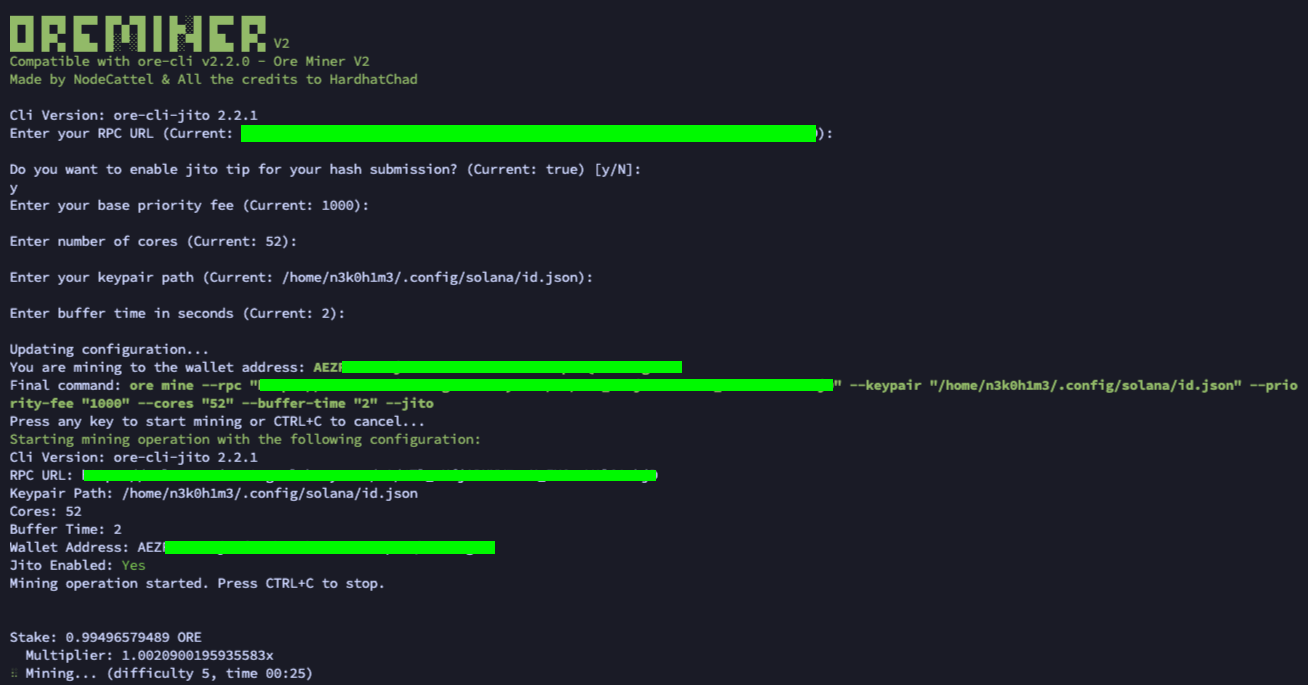 OREMINER V2
Compatible with ore-cli v2.2.0 - Ore Miner V2
Made by NodeCattel & All the credits to HardhatChad
Cli Version: ore-cli-jito 2.2.1
Enter your RPC URL (Current: ):
Do you want to enable jito tip for your hash submission? (Current: true) [y/N]:
y
Enter your base priority fee (Current: 1000):
Enter number of cores (Current: 52):
Enter your keypair path (Current: /home/n3k0h1m3/.config/solana/id.json):
Enter buffer time in seconds (Current: 2):
Updating configuration...
You are mining to the wallet address: AEZ
Final command: ore mine --rpc "" --keypair "/home/n3k0h1m3/.config/solana/id.json" --prio
rity-fee "1000" --cores "52" --buffer-time "2" --jito
Press any key to start mining or CTRL+C to cancel...
Starting mining operation with the following configuration:
Cli Version: ore-cli-jito 2.2.1
RPC URL:
Keypair Path: /home/n3k0h1m3/.config/solana/id.json
Cores: 52
Buffer Time: 2
Wallet Address: AEZ
Jito Enabled: Yes
Mining operation started. Press CTRL+C to stop.
Stake: 0.99496579489 ORE
Multiplier: 1.0020900195935583x
Mining... (difficulty 5, time 00:25)